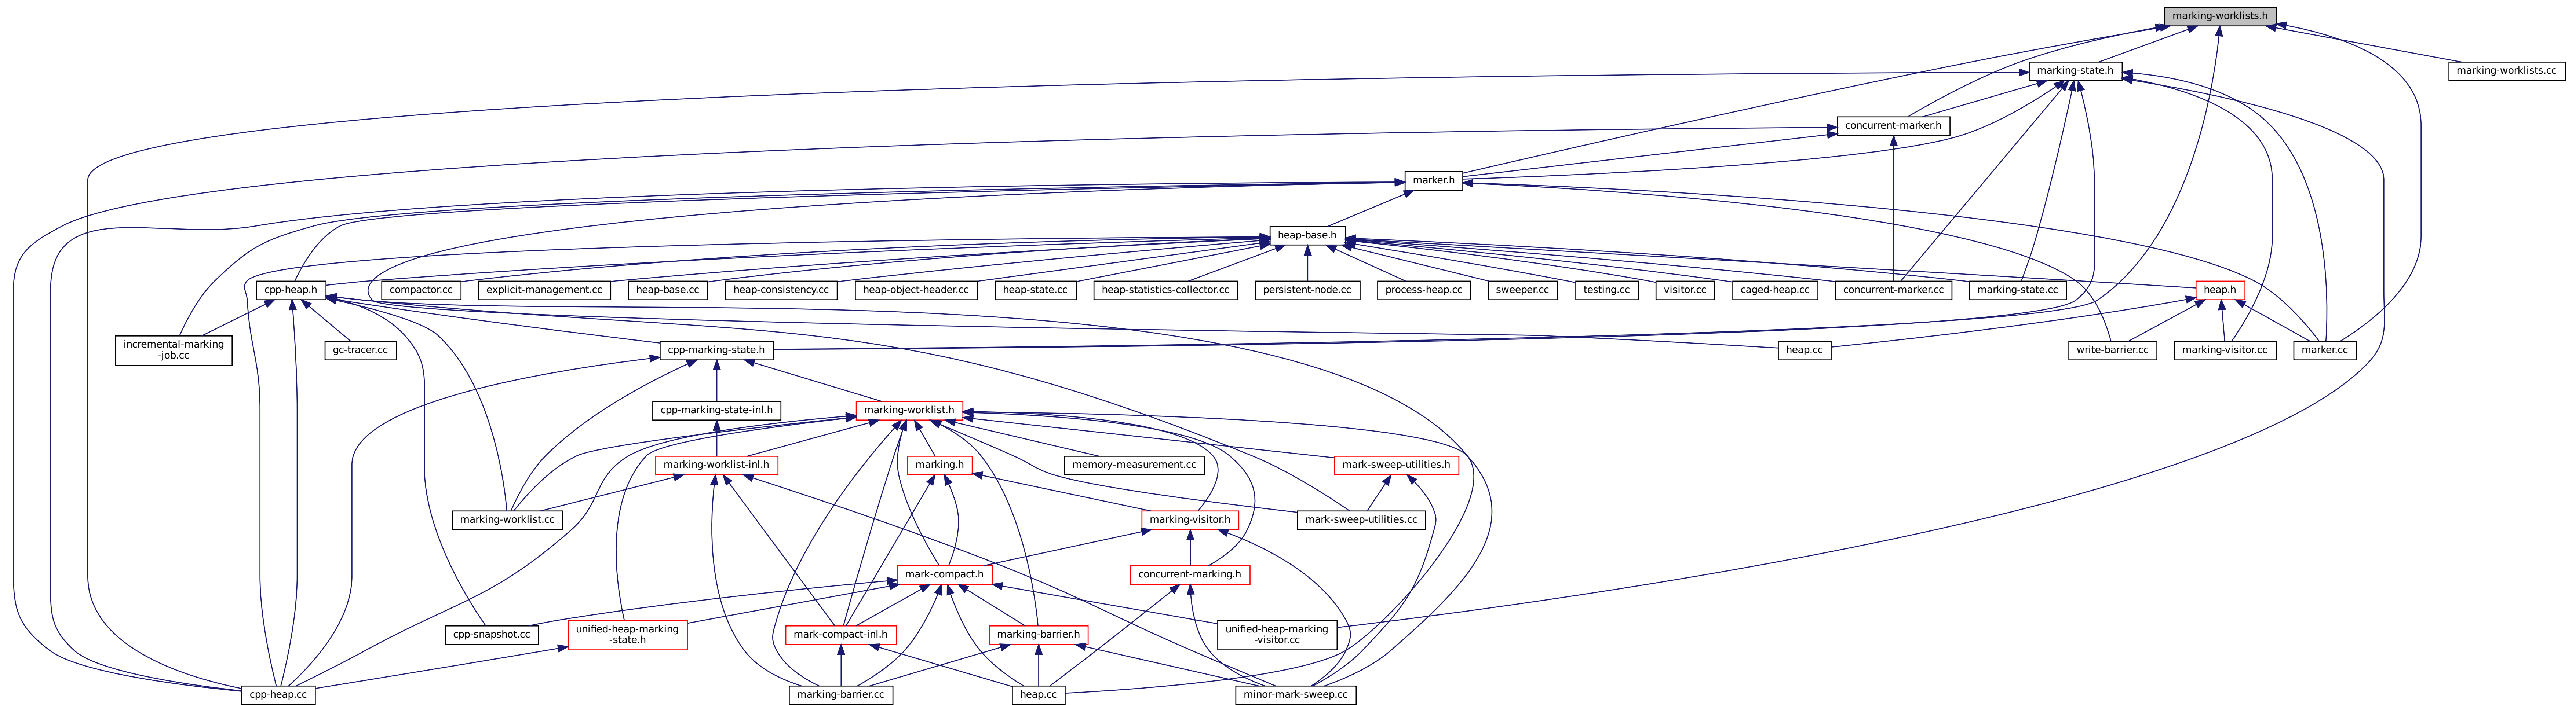 marking-worklists.h
marking-state.h
marking-worklists.cc
concurrent-marker.h
marker.h
heap-base.h
cpp-heap.h
compactor.cc
explicit-management.cc
heap-base.cc
heap-consistency.cc
heap-object-header.cc
heap-state.cc
heap-statistics-collector.cc
persistent-node.cc
process-heap.cc
sweeper.cc
testing.cc
visitor.cc
caged-heap.cc
concurrent-marker.cc
marking-state.cc
heap.h
incremental-marking
-job.cc
gc-tracer.cc
cpp-marking-state.h
heap.cc
write-barrier.cc
marking-visitor.cc
marker.cc
cpp-marking-state-inl.h
marking-worklist.h
marking-worklist-inl.h
marking.h
memory-measurement.cc
mark-sweep-utilities.h
marking-worklist.cc
marking-visitor.h
mark-sweep-utilities.cc
mark-compact.h
concurrent-marking.h
cpp-snapshot.cc
unified-heap-marking
-state.h
mark-compact-inl.h
marking-barrier.h
unified-heap-marking
-visitor.cc
cpp-heap.cc
marking-barrier.cc
heap.cc
minor-mark-sweep.cc